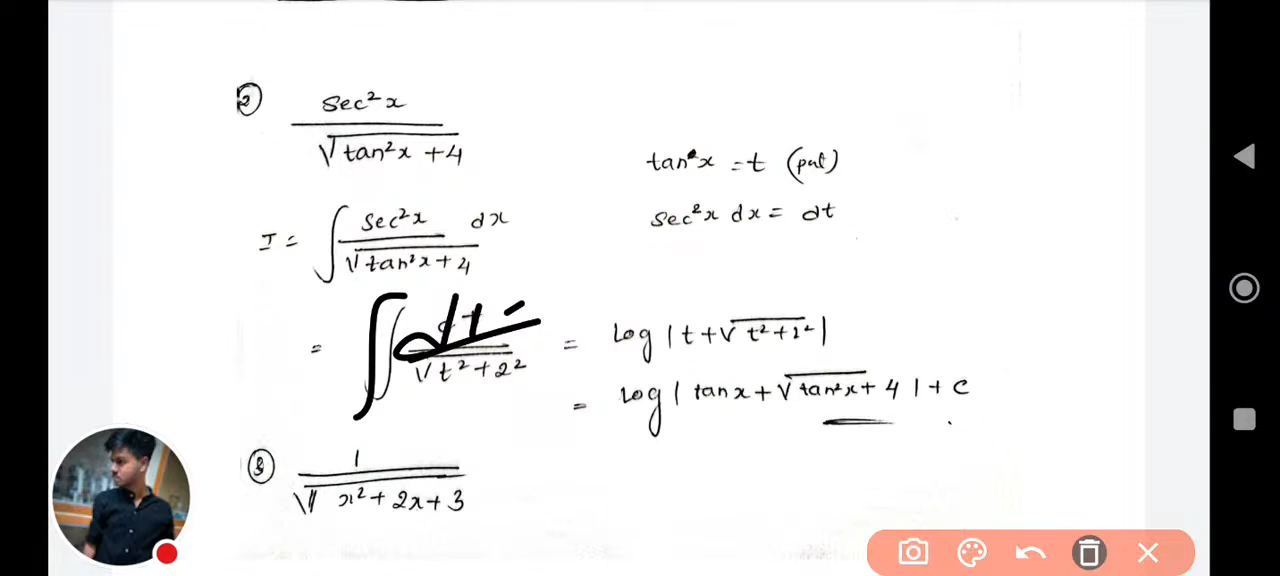 ② sec²x
√tan²x + 4
tan²x = t (put)
sec²x dx = dt
I = ∫ sec²x dx
√tan²x + 4
= ∫ dt
√t² + 2² = log |t + √t² + 2²|
= log | tan x + √tan²x + 4 | + c
③ 1
√x² + 2x + 3